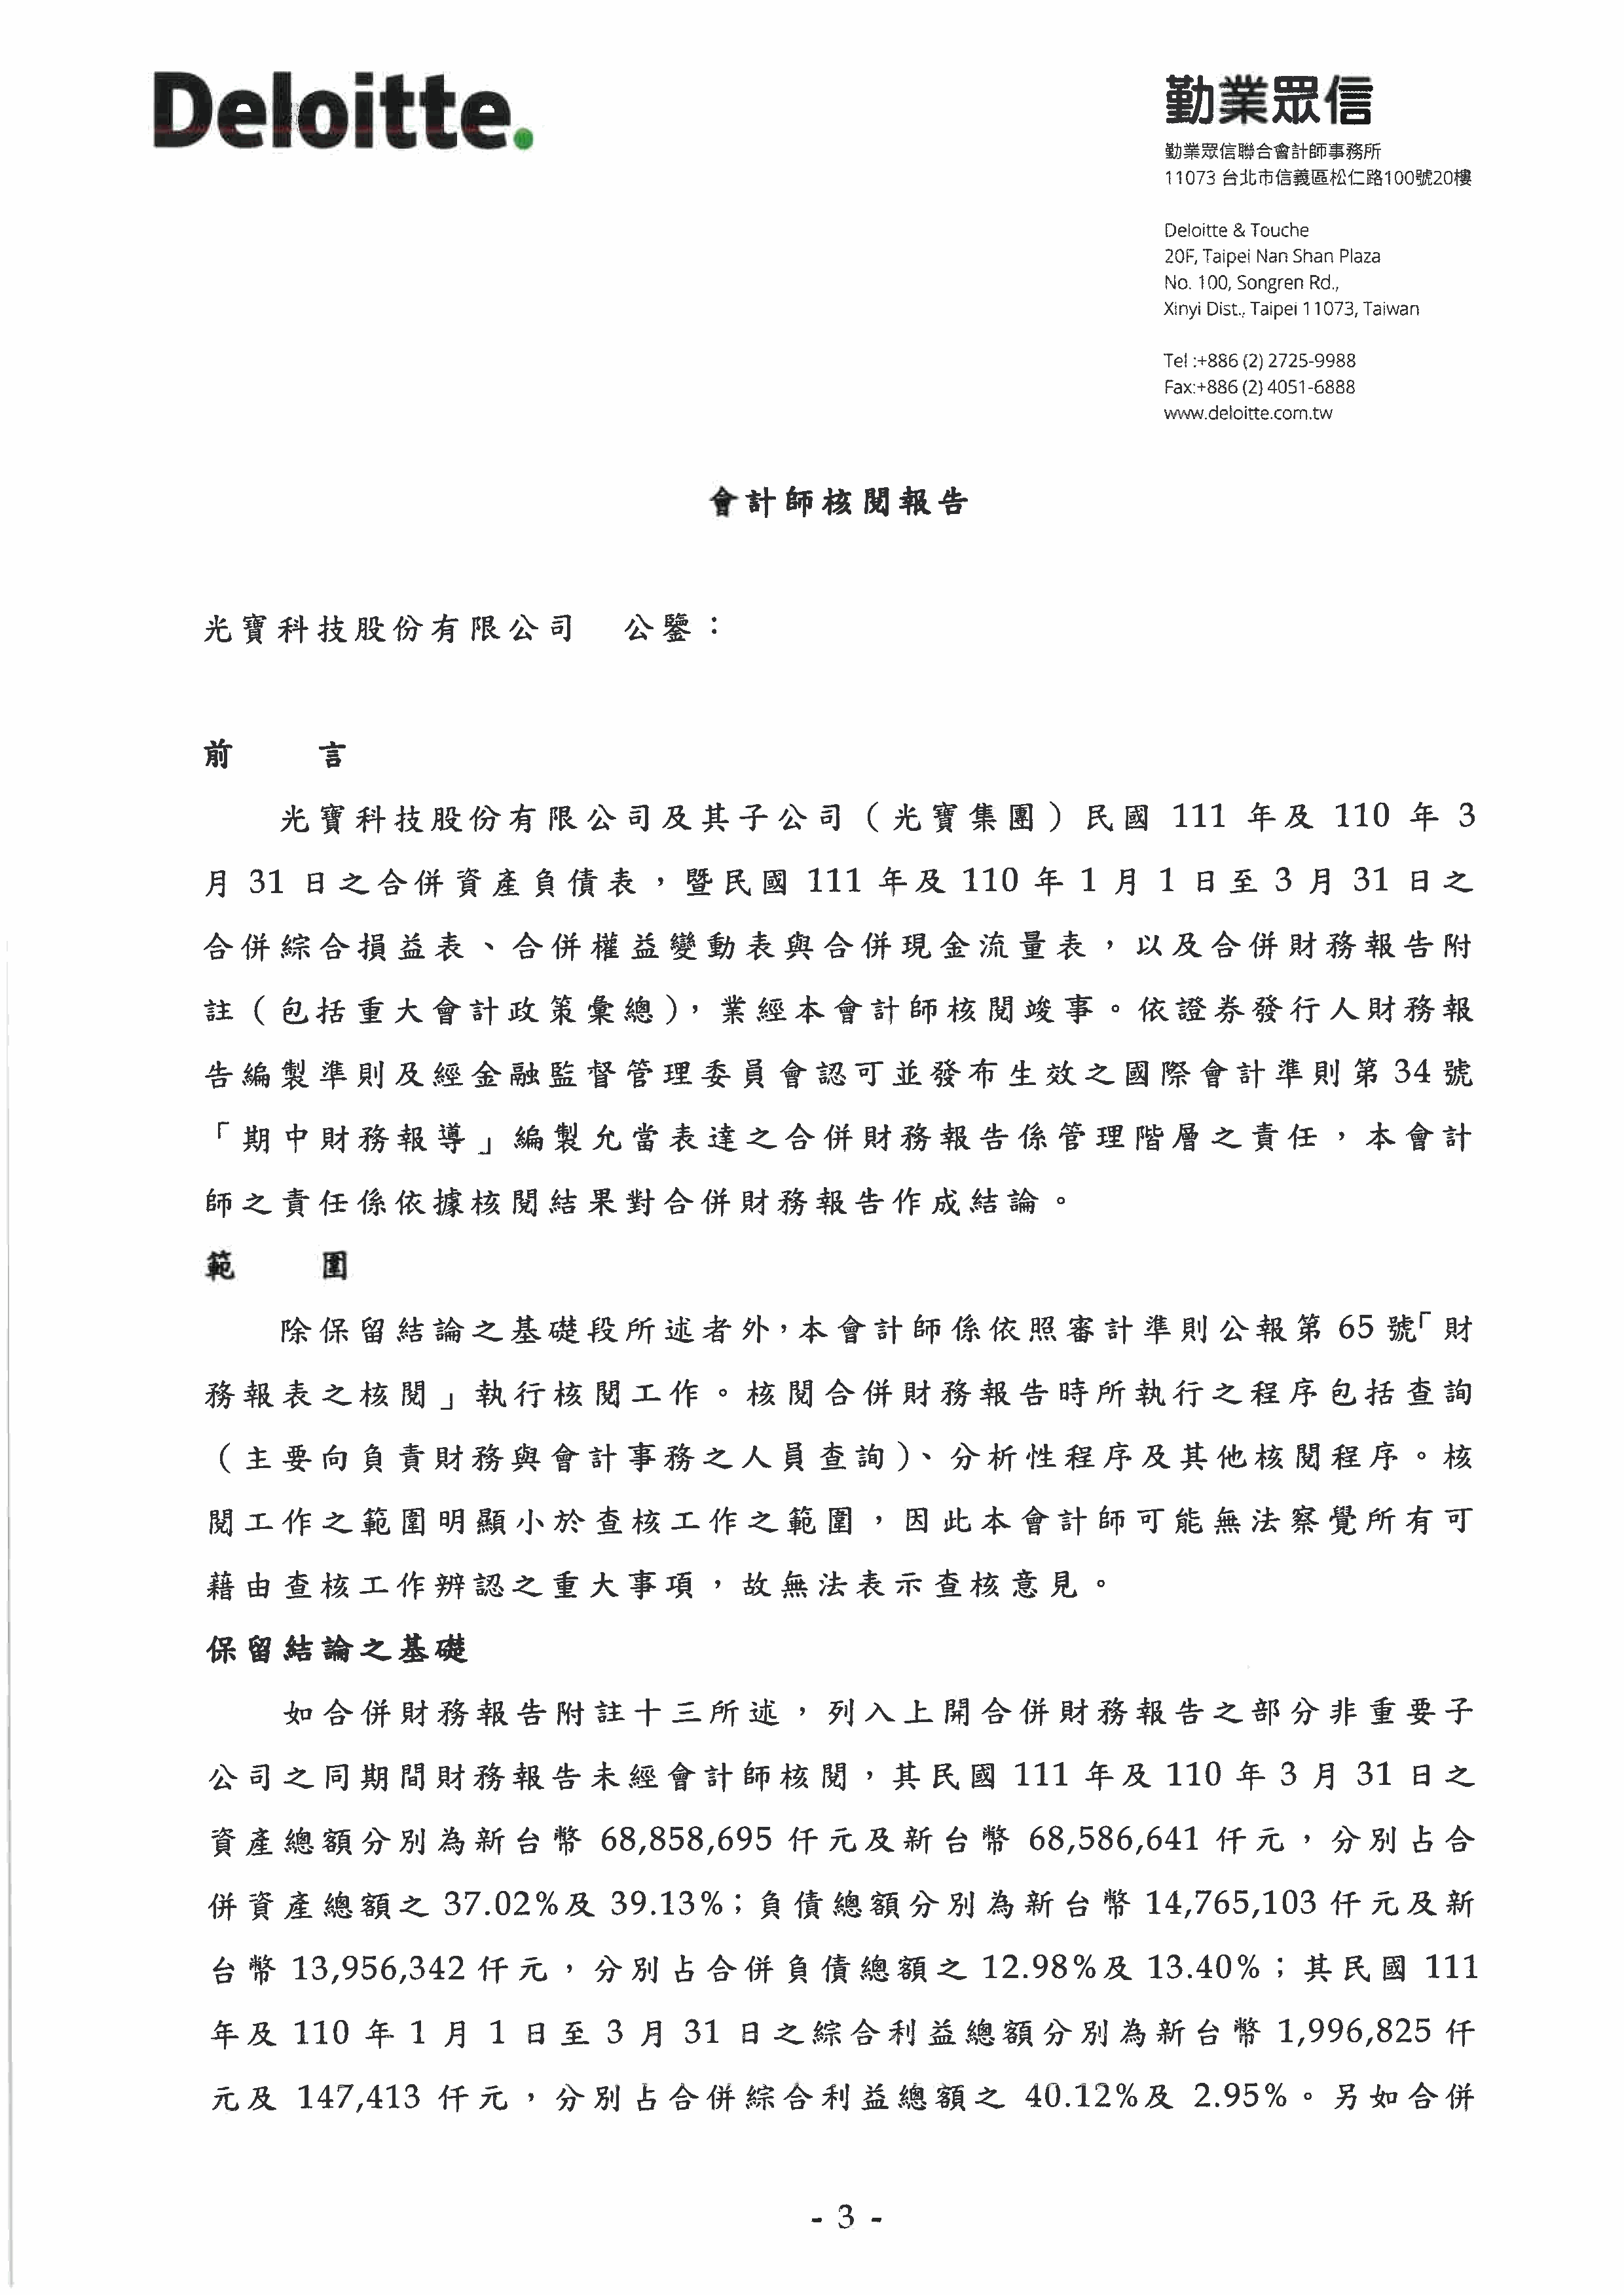 Deloitte.
勤業眾信
勤業眾信聯合會計師事務所
11073 台北市信義區松仁路100號20樓
Deloitte & Touche
20F, Taipei Nan Shan Plaza
No. 100, Songren Rd.,
Xinyi Dist., Taipei 11073, Taiwan
Tel :+886 (2) 2725-9988
Fax:+886 (2) 4051-6888
www.deloitte.com.tw
會計師核閱報告
光寶科技股份有限公司　公鑒：
前　　言
光寶科技股份有限公司及其子公司（光寶集團）民國 111 年及 110 年 3
月 31 日之合併資產負債表，暨民國 111 年及 110 年 1 月 1 日至 3 月 31 日之
合併綜合損益表、合併權益變動表與合併現金流量表，以及合併財務報告附
註（包括重大會計政策彙總），業經本會計師核閱竣事。依證券發行人財務報
告編製準則及經金融監督管理委員會認可並發布生效之國際會計準則第 34 號
「期中財務報導」編製允當表達之合併財務報告係管理階層之責任，本會計
師之責任係依據核閱結果對合併財務報告作成結論。
範　　圍
除保留結論之基礎段所述者外，本會計師係依照審計準則公報第 65 號「財
務報表之核閱」執行核閱工作。核閱合併財務報告時所執行之程序包括查詢
（主要向負責財務與會計事務之人員查詢）、分析性程序及其他核閱程序。核
閱工作之範圍明顯小於查核工作之範圍，因此本會計師可能無法察覺所有可
藉由查核工作辨認之重大事項，故無法表示查核意見。
保留結論之基礎
如合併財務報告附註十三所述，列入上開合併財務報告之部分非重要子
公司之同期間財務報告未經會計師核閱，其民國 111 年及 110 年 3 月 31 日之
資產總額分別為新台幣 68,858,695 仟元及新台幣 68,586,641 仟元，分別占合
併資產總額之 37.02%及 39.13%；負債總額分別為新台幣 14,765,103 仟元及新
台幣 13,956,342 仟元，分別占合併負債總額之 12.98%及 13.40%；其民國 111
年及 110 年 1 月 1 日至 3 月 31 日之綜合利益總額分別為新台幣 1,996,825 仟
元及 147,413 仟元，分別占合併綜合利益總額之 40.12%及 2.95%。另如合併
- 3 -